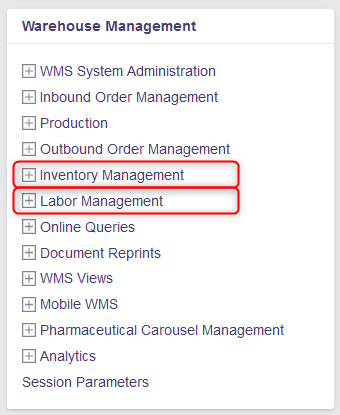 Warehouse Management
WMS System Administration
Inbound Order Management
Production
Outbound Order Management
Inventory Management
Labor Management
Online Queries
Document Reprints
WMS Views
Mobile WMS
Pharmaceutical Carousel Management
Analytics
Session Parameters